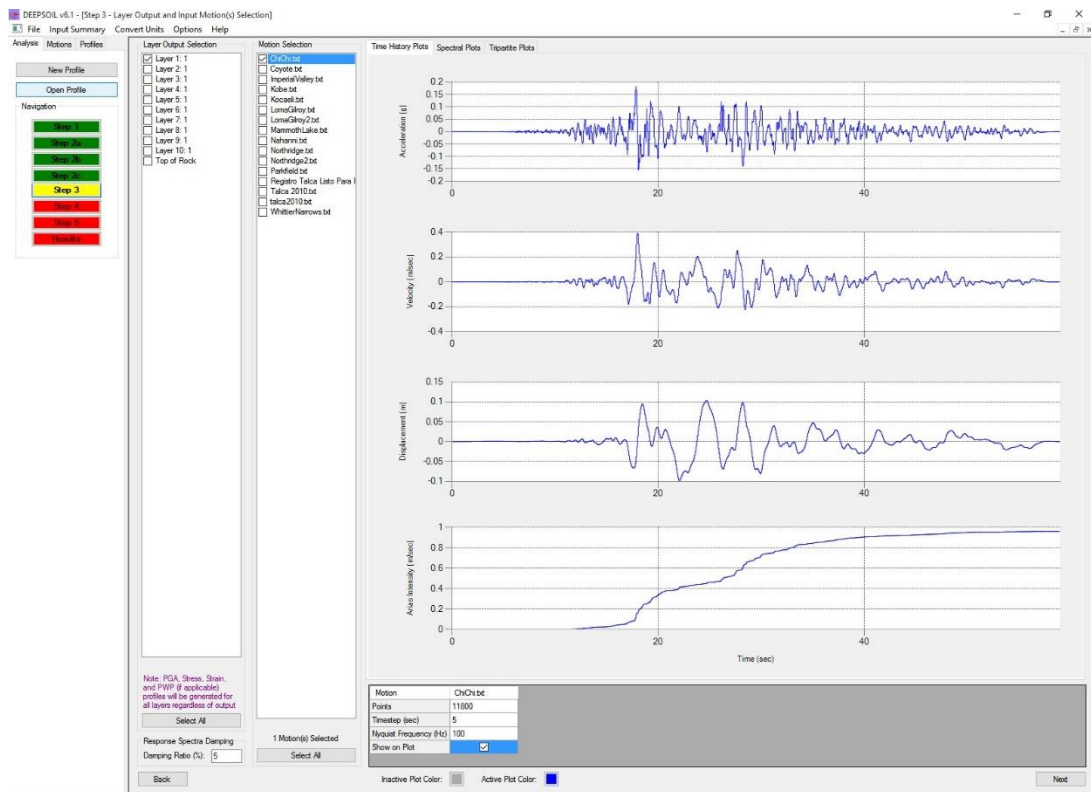 DEEPSOIL v6.1 - [Step 3 - Layer Output and Input Motion(s) Selection]
File Input Summary Convert Units Options Help
Analysis Motions Profiles
New Profile
Open Profile
Navigation
Step 1
Step 2a
Step 2b
Step 2c
Step 3
Step 4
Step 5
Results
Layer Output Selection
Layer 1: 1
Layer 2: 1
Layer 3: 1
Layer 4: 1
Layer 5: 1
Layer 6: 1
Layer 7: 1
Layer 8: 1
Layer 9: 1
Layer 10: 1
Top of Rock
Note: PGA, Stress, Strain,
and PWP (if applicable)
profiles will be generated for
all layers regardless of output
Select All
Response Spectra Damping
Damping Ratio (%): 5
Back
Motion Selection
ChiChi.txt
Coyote.txt
ImperialValley.txt
Kobe.txt
Kocaeli.txt
LomaGilroy.txt
LomaGilroy2.txt
MammothLake.txt
Nahanni.txt
Northridge.txt
Northridge2.txt
Parkfield.txt
Registro Talca Listo Para I
Talca 2010.txt
talca2010.txt
WhittierNarrows.txt
1 Motion(s) Selected
Select All
Time History Plots Spectral Plots Tripartite Plots
Acceleration [g]
0.2
0.15
0.1
0.05
0
-0.05
-0.1
-0.15
-0.2
0 20 40
Velocity [m/sec]
0.4
0.2
0
-0.2
-0.4
0 20 40
Displacement [m]
0.15
0.1
0.05
0
-0.05
-0.1
0 20 40
Arias Intensity [m/sec]
1
0.8
0.6
0.4
0.2
0
0 20 40
Time (sec)
Motion ChiChi.txt
Points 11800
Timestep (sec) 5
Nyquist Frequency (Hz) 100
Show on Plot
Inactive Plot Color: Active Plot Color:
Next